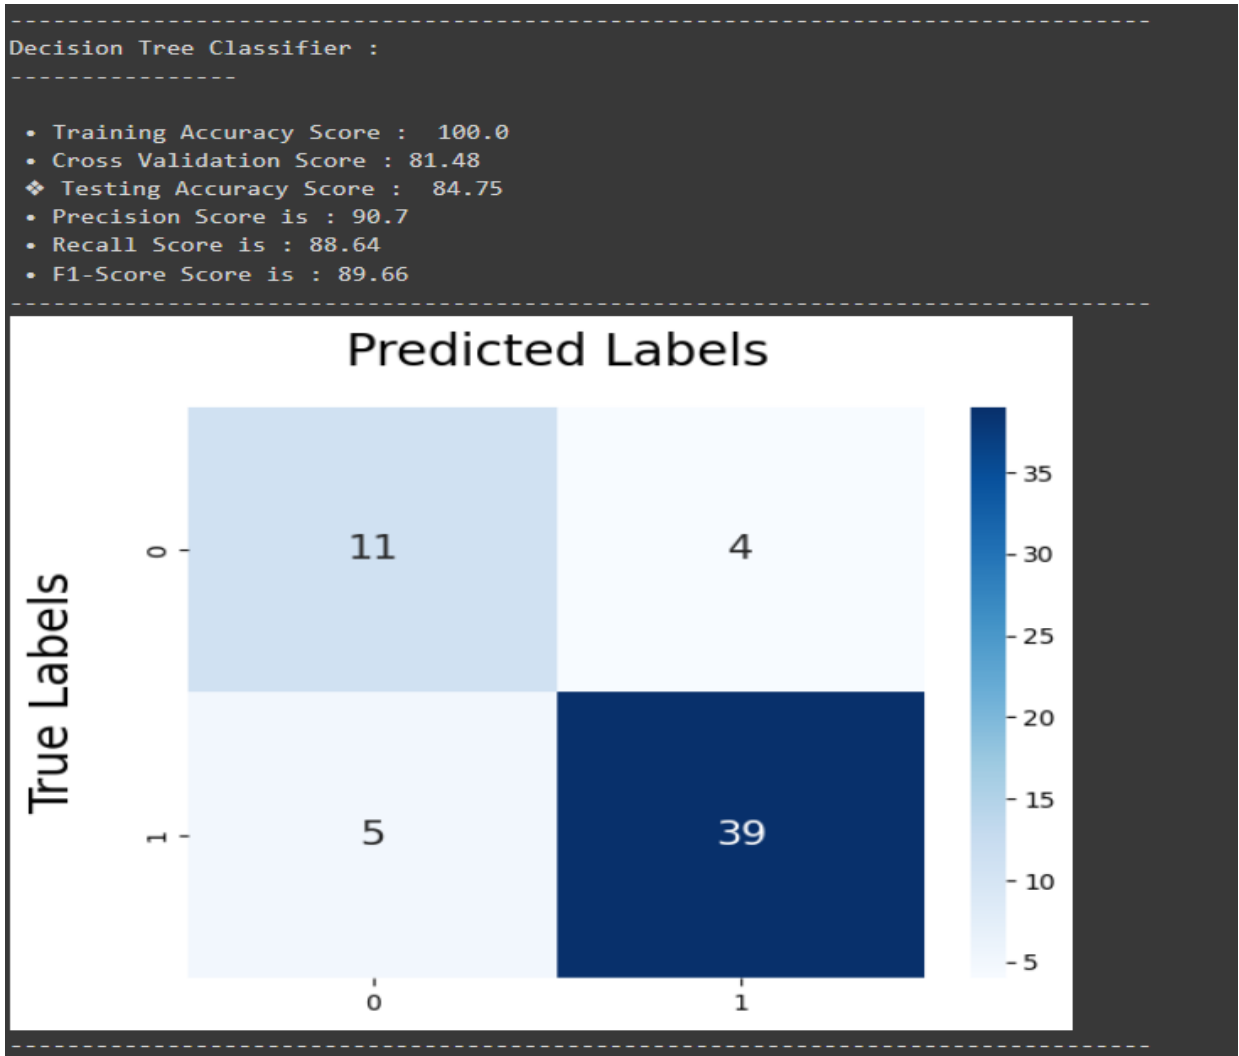 --------------------------------------------------------------------------------
Decision Tree Classifier :
----------------
• Training Accuracy Score :  100.0
• Cross Validation Score : 81.48
❖ Testing Accuracy Score :  84.75
• Precision Score is : 90.7
• Recall Score is : 88.64
• F1-Score Score is : 89.66
--------------------------------------------------------------------------------
Predicted Labels
True Labels
0
11
4
1
5
39
0
1
35
30
25
20
15
10
5
--------------------------------------------------------------------------------